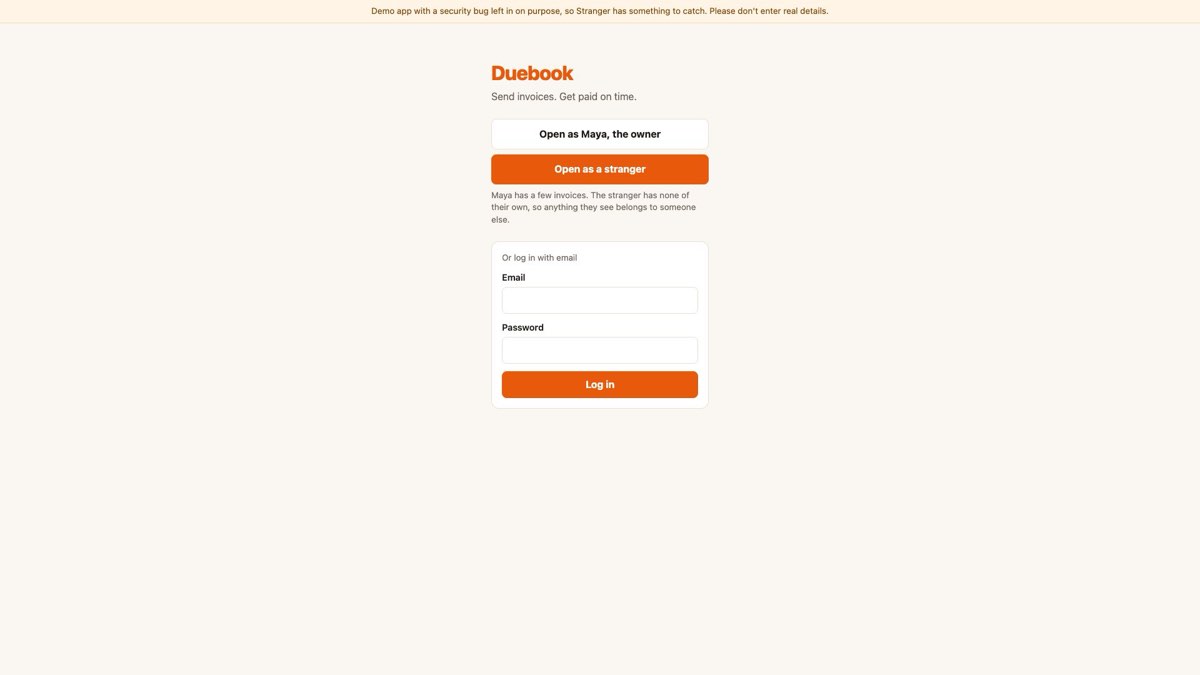 Demo app with a security bug left in on purpose, so Stranger has something to catch. Please don't enter real details.
Duebook
Send invoices. Get paid on time.
Open as Maya, the owner
Open as a stranger
Maya has a few invoices. The stranger has none of
their own, so anything they see belongs to someone
else.
Or log in with email
Email
Password
Log in